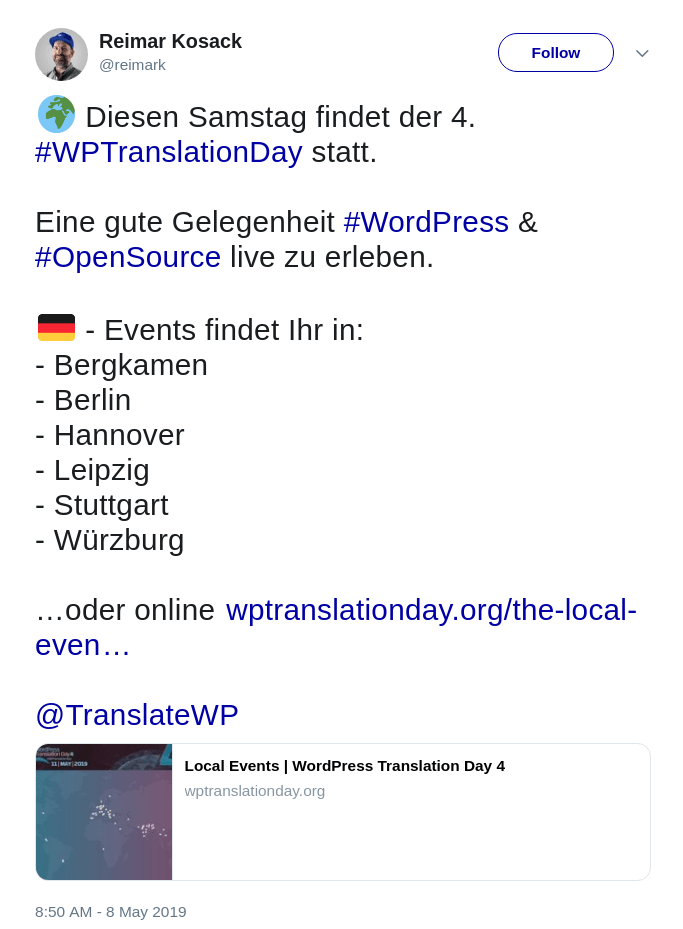 Reimar Kosack
@reimark
Follow
Diesen Samstag findet der 4.
#WPTranslationDay statt.
Eine gute Gelegenheit #WordPress &
#OpenSource live zu erleben.
- Events findet Ihr in:
- Bergkamen
- Berlin
- Hannover
- Leipzig
- Stuttgart
- Würzburg
…oder online wptranslationday.org/the-local-
even…
@TranslateWP
11 | MAY | 2019
Local Events | WordPress Translation Day 4
wptranslationday.org
8:50 AM - 8 May 2019